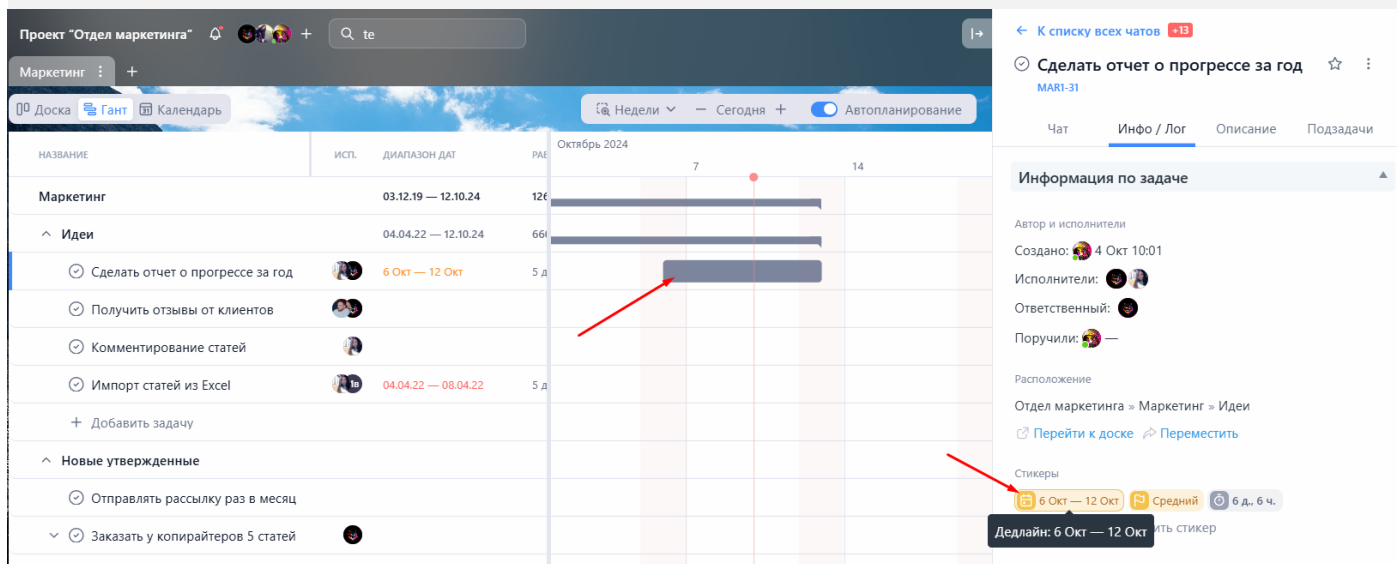 Проект "Отдел маркетинга"
te
Маркетинг
Доска Гант Календарь
Недели — Сегодня + Автопланирование
НАЗВАНИЕ ИСП. ДИАПАЗОН ДАТ
Октябрь 2024
7 14
Маркетинг 03.12.19 — 12.10.24
Идеи 04.04.22 — 12.10.24
Сделать отчет о прогрессе за год 6 Окт — 12 Окт 5 д
Получить отзывы от клиентов
Комментирование статей
Импорт статей из Excel 1в 04.04.22 — 08.04.22 5 д
+ Добавить задачу
Новые утвержденные
Отправлять рассылку раз в месяц
Заказать у копирайтеров 5 статей
К списку всех чатов +13
Сделать отчет о прогрессе за год
MAR1-31
Чат Инфо / Лог Описание Подзадачи
Информация по задаче
Автор и исполнители
Создано: 4 Окт 10:01
Исполнители:
Ответственный:
Поручили: —
Расположение
Отдел маркетинга » Маркетинг » Идеи
Перейти к доске Переместить
Стикеры
6 Окт — 12 Окт Средний 6 д., 6 ч.
Дедлайн: 6 Окт — 12 Окт
ить стикер